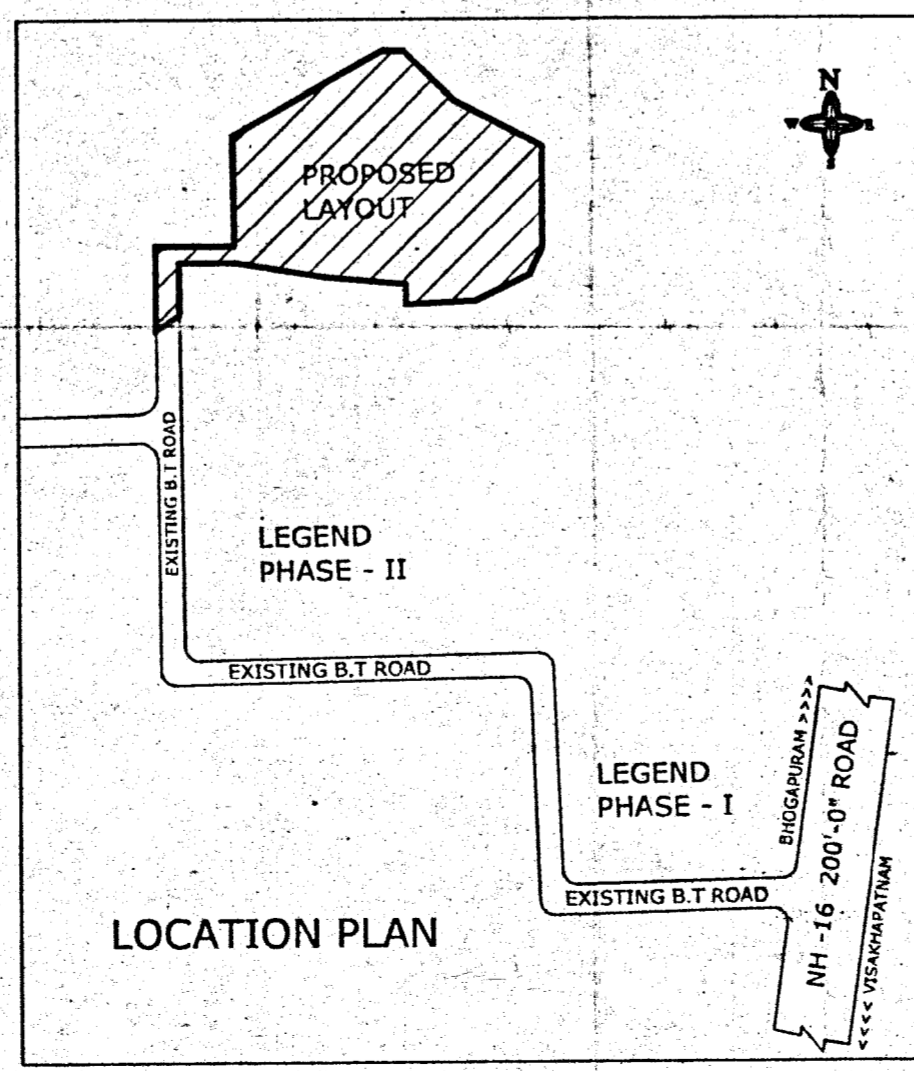 N
W
E
S
PROPOSED
LAYOUT
EXISTING B.T ROAD
LEGEND
PHASE - II
EXISTING B.T ROAD
LEGEND
PHASE - I
BHOGAPURAM >>>>
NH -16 200'-0" ROAD
<<<< VISAKHAPATNAM
EXISTING B.T ROAD
LOCATION PLAN